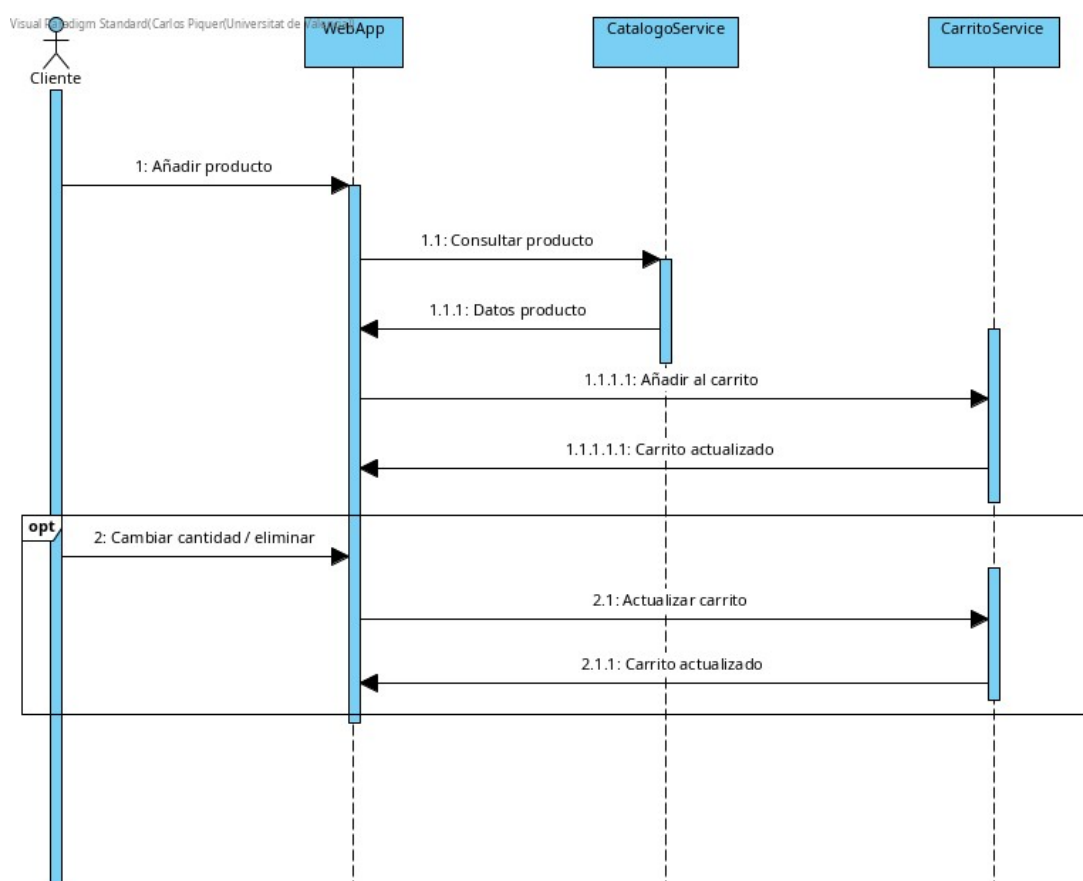 Visual Paradigm Standard(Carlos Piquer(Universitat de Valencia))
Cliente
WebApp
CatalogoService
CarritoService
1: Añadir producto
1.1: Consultar producto
1.1.1: Datos producto
1.1.1.1: Añadir al carrito
1.1.1.1.1: Carrito actualizado
opt
2: Cambiar cantidad / eliminar
2.1: Actualizar carrito
2.1.1: Carrito actualizado